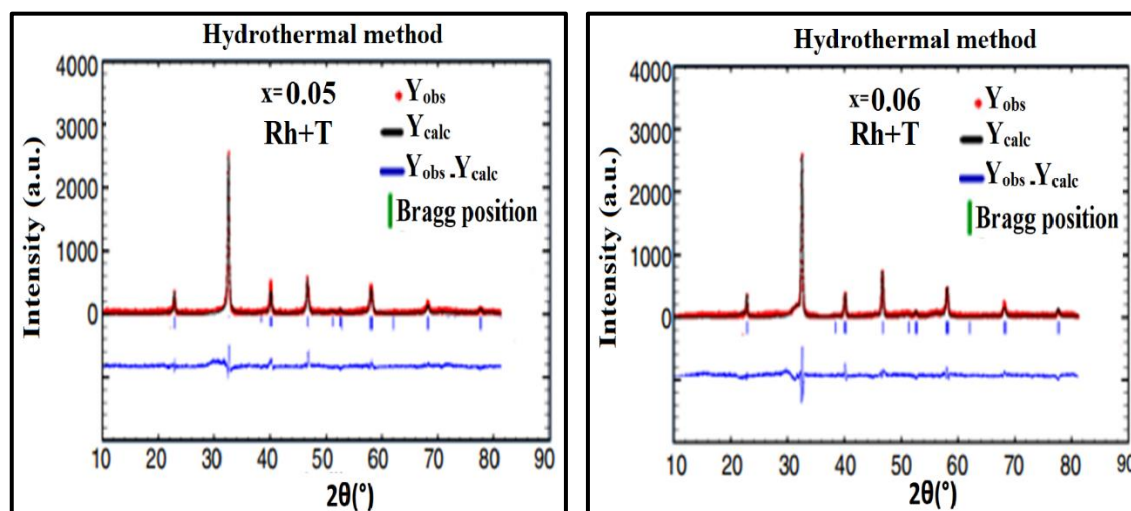 Hydrothermal method
4000
3000
2000
1000
0
Intensity (a.u.)
x=0.05
Rh+T
Yobs
Ycalc
Yobs-Ycalc
Bragg position
10 20 30 40 50 60 70 80 90
2θ(°)
Hydrothermal method
4000
3000
2000
1000
0
Intensity (a.u.)
x=0.06
Rh+T
Yobs
Ycalc
Yobs-Ycalc
Bragg position
10 20 30 40 50 60 70 80 90
2θ(°)